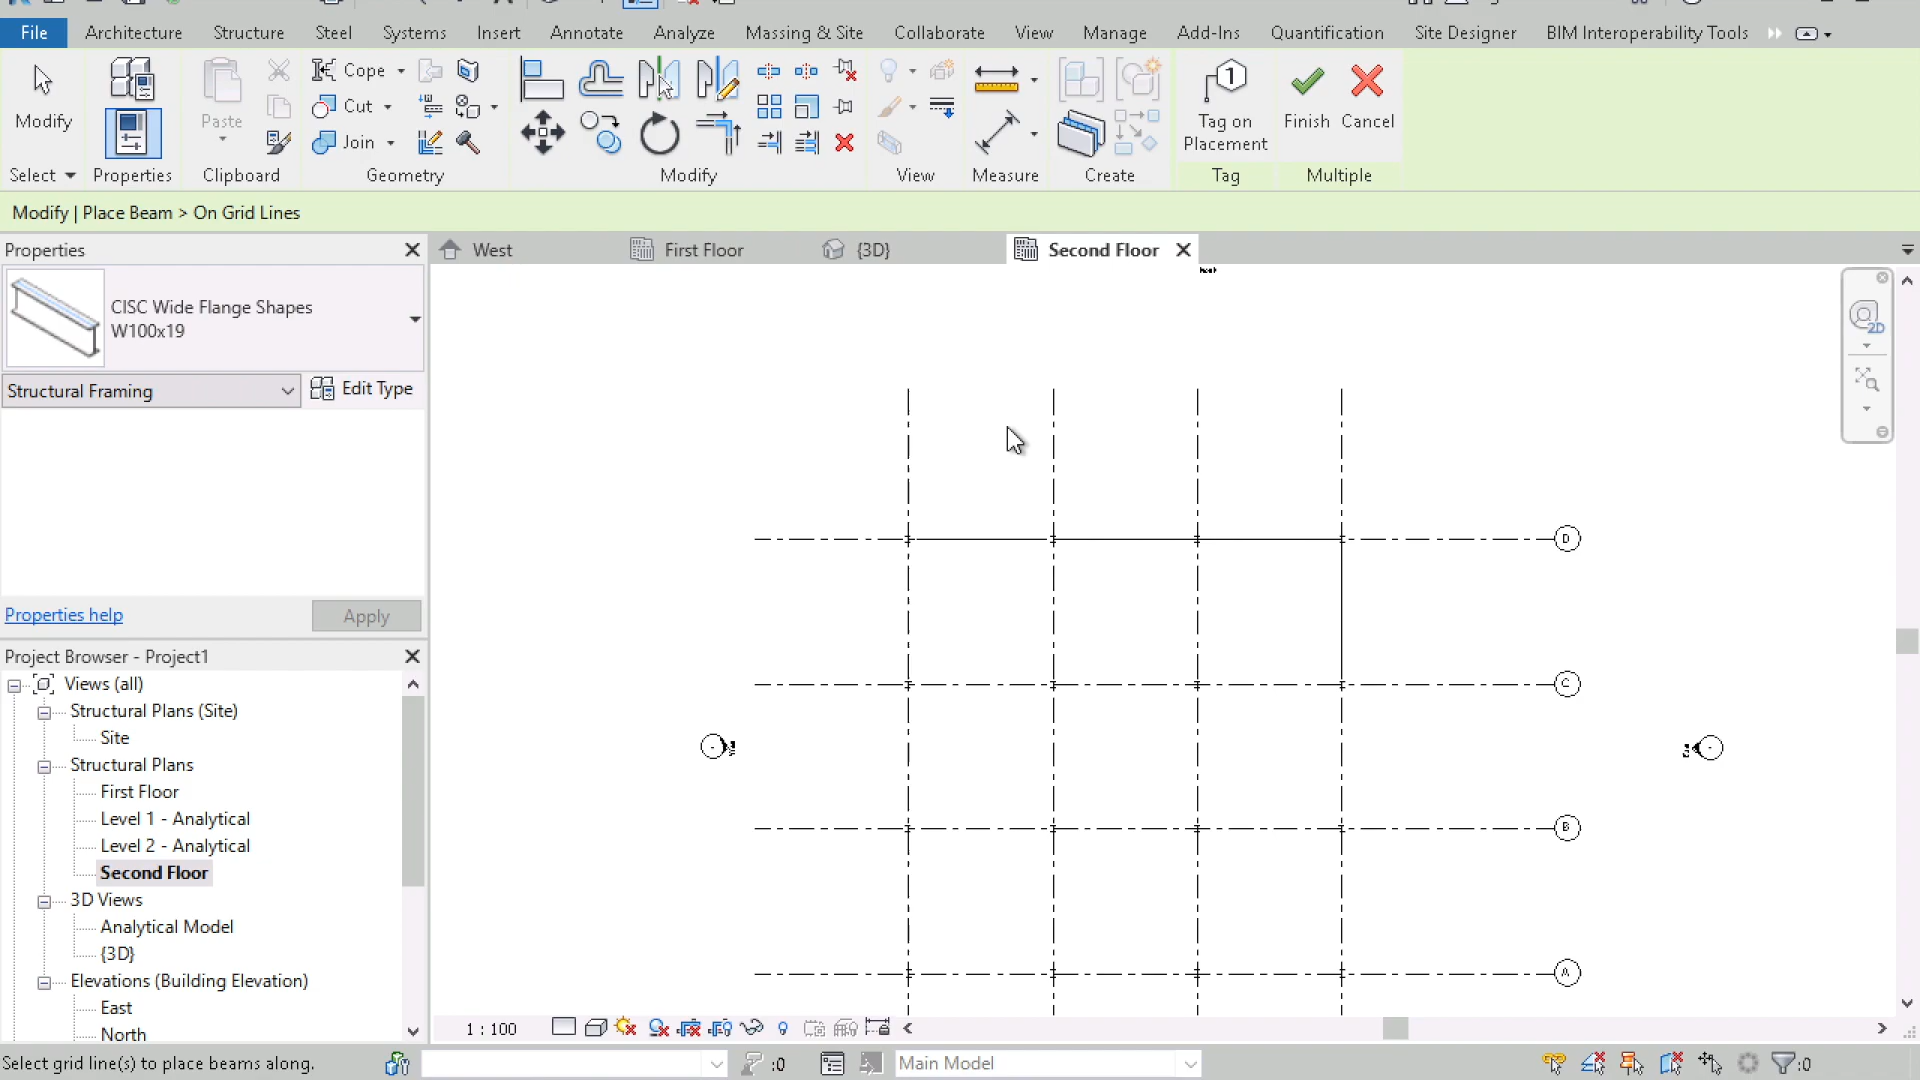 File Architecture Structure Steel Systems Insert Annotate Analyze Massing & Site Collaborate View Manage Add-Ins Quantification Site Designer BIM Interoperability Tools
Modify Paste Cope Cut Join 1 Tag on Placement Finish Cancel
Select Properties Clipboard Geometry Modify View Measure Create Tag Multiple
Modify | Place Beam > On Grid Lines
Properties
West First Floor {3D} Second Floor
CISC Wide Flange Shapes
W100x19
2D
Structural Framing Edit Type
D
Properties help Apply
Project Browser - Project1
Views (all)
C
Structural Plans (Site)
Site
Structural Plans
First Floor
Level 1 - Analytical
B
Level 2 - Analytical
Second Floor
3D Views
Analytical Model
{3D}
A
Elevations (Building Elevation)
East
North
1 : 100
Select grid line(s) to place beams along. :0 Main Model :0